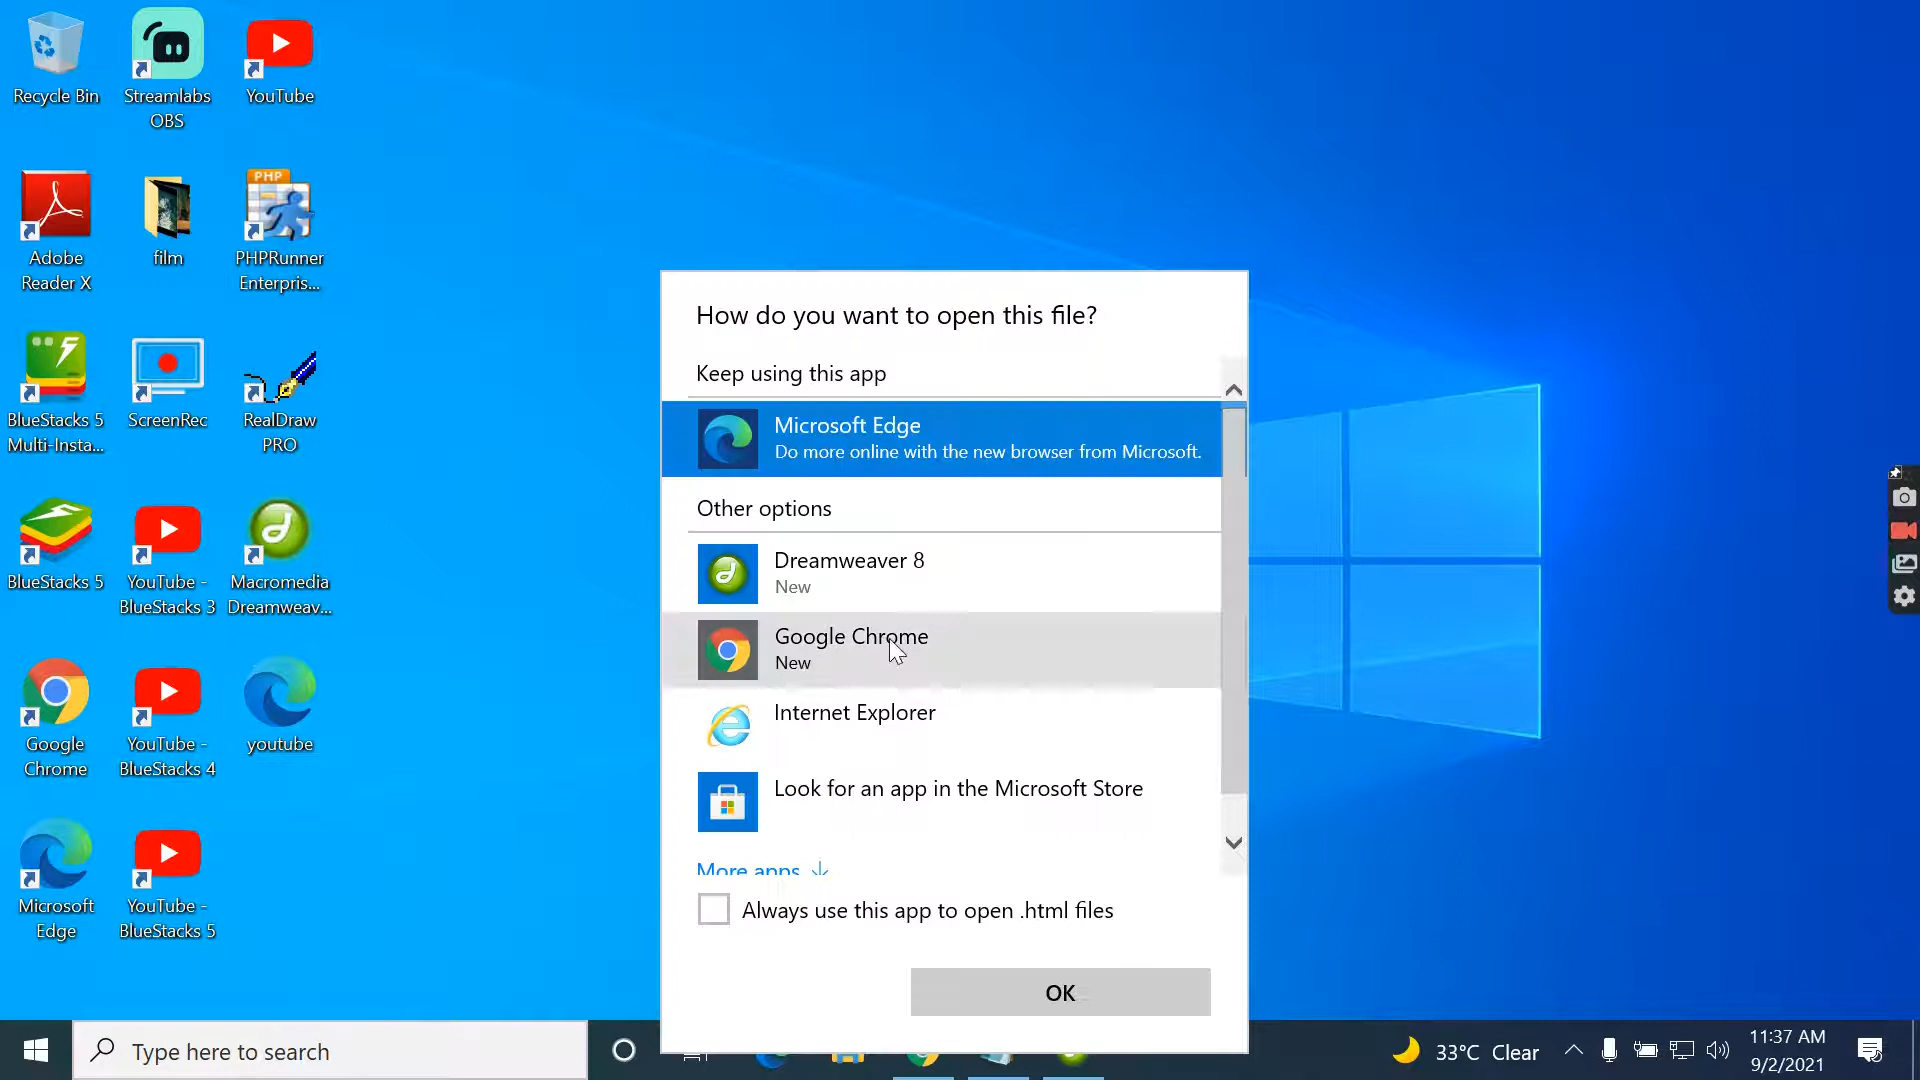 Recycle Bin
Streamlabs
OBS
YouTube
Adobe
Reader X
film
PHP
PHPRunner
Enterpris...
BlueStacks 5
Multi-Insta...
ScreenRec
RealDraw
PRO
BlueStacks 5
YouTube -
BlueStacks 3
Macromedia
Dreamweav...
Google
Chrome
YouTube -
BlueStacks 4
youtube
Microsoft
Edge
YouTube -
BlueStacks 5
How do you want to open this file?
Keep using this app
Microsoft Edge
Do more online with the new browser from Microsoft.
Other options
Dreamweaver 8
New
Google Chrome
New
Internet Explorer
Look for an app in the Microsoft Store
More apps
Always use this app to open .html files
OK
Type here to search
33°C Clear
11:37 AM
9/2/2021